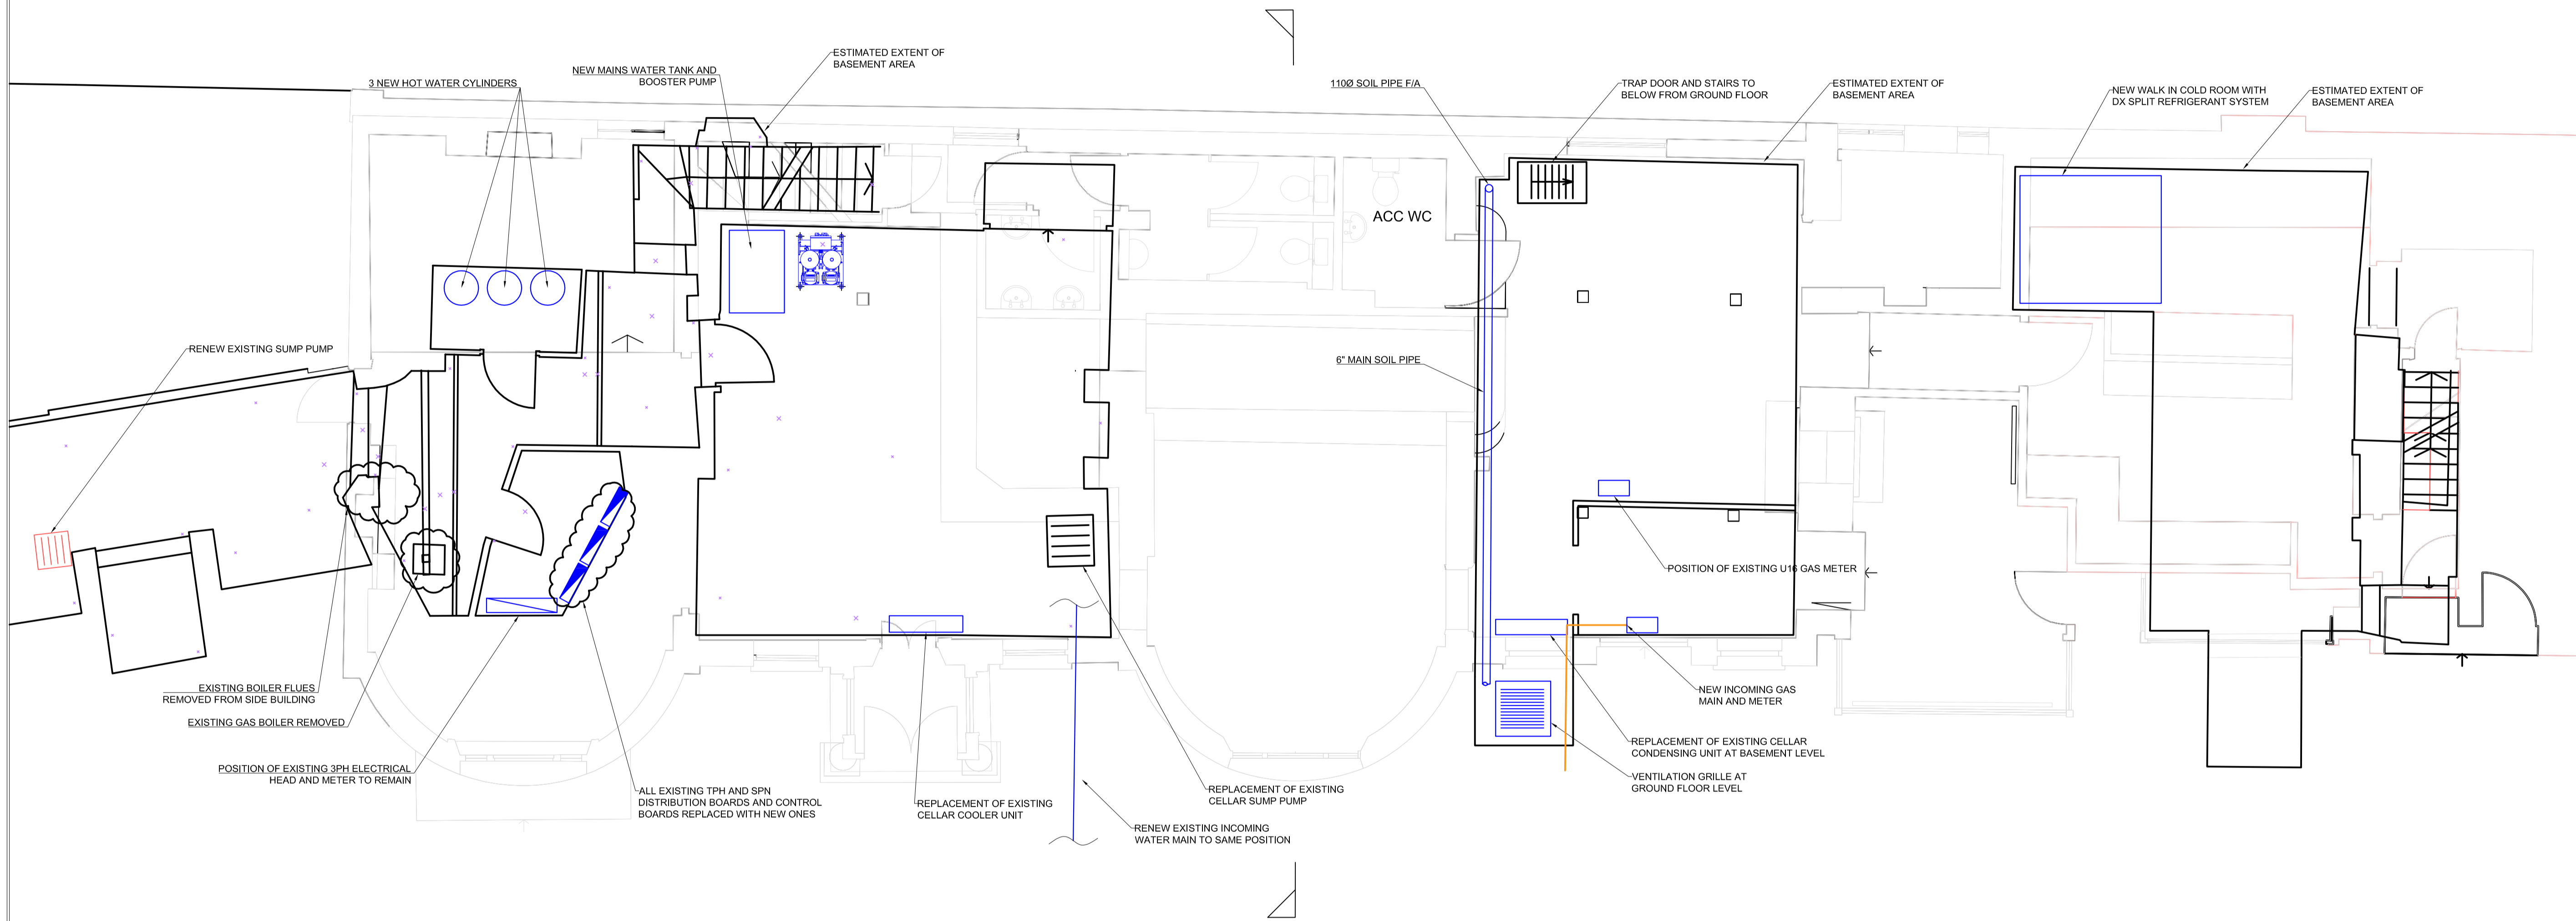 ESTIMATED EXTENT OF
BASEMENT AREA
NEW MAINS WATER TANK AND
BOOSTER PUMP
3 NEW HOT WATER CYLINDERS
110Ø SOIL PIPE F/A
TRAP DOOR AND STAIRS TO
BELOW FROM GROUND FLOOR
ESTIMATED EXTENT OF
BASEMENT AREA
NEW WALK IN COLD ROOM WITH
DX SPLIT REFRIGERANT SYSTEM
ESTIMATED EXTENT OF
BASEMENT AREA
ACC WC
RENEW EXISTING SUMP PUMP
6" MAIN SOIL PIPE
POSITION OF EXISTING U16 GAS METER
EXISTING BOILER FLUES
REMOVED FROM SIDE BUILDING
EXISTING GAS BOILER REMOVED
NEW INCOMING GAS
MAIN AND METER
REPLACEMENT OF EXISTING CELLAR
CONDENSING UNIT AT BASEMENT LEVEL
POSITION OF EXISTING 3PH ELECTRICAL
HEAD AND METER TO REMAIN
VENTILATION GRILLE AT
GROUND FLOOR LEVEL
ALL EXISTING TPH AND SPN
DISTRIBUTION BOARDS AND CONTROL
BOARDS REPLACED WITH NEW ONES
REPLACEMENT OF EXISTING
CELLAR COOLER UNIT
REPLACEMENT OF EXISTING
CELLAR SUMP PUMP
RENEW EXISTING INCOMING
WATER MAIN TO SAME POSITION